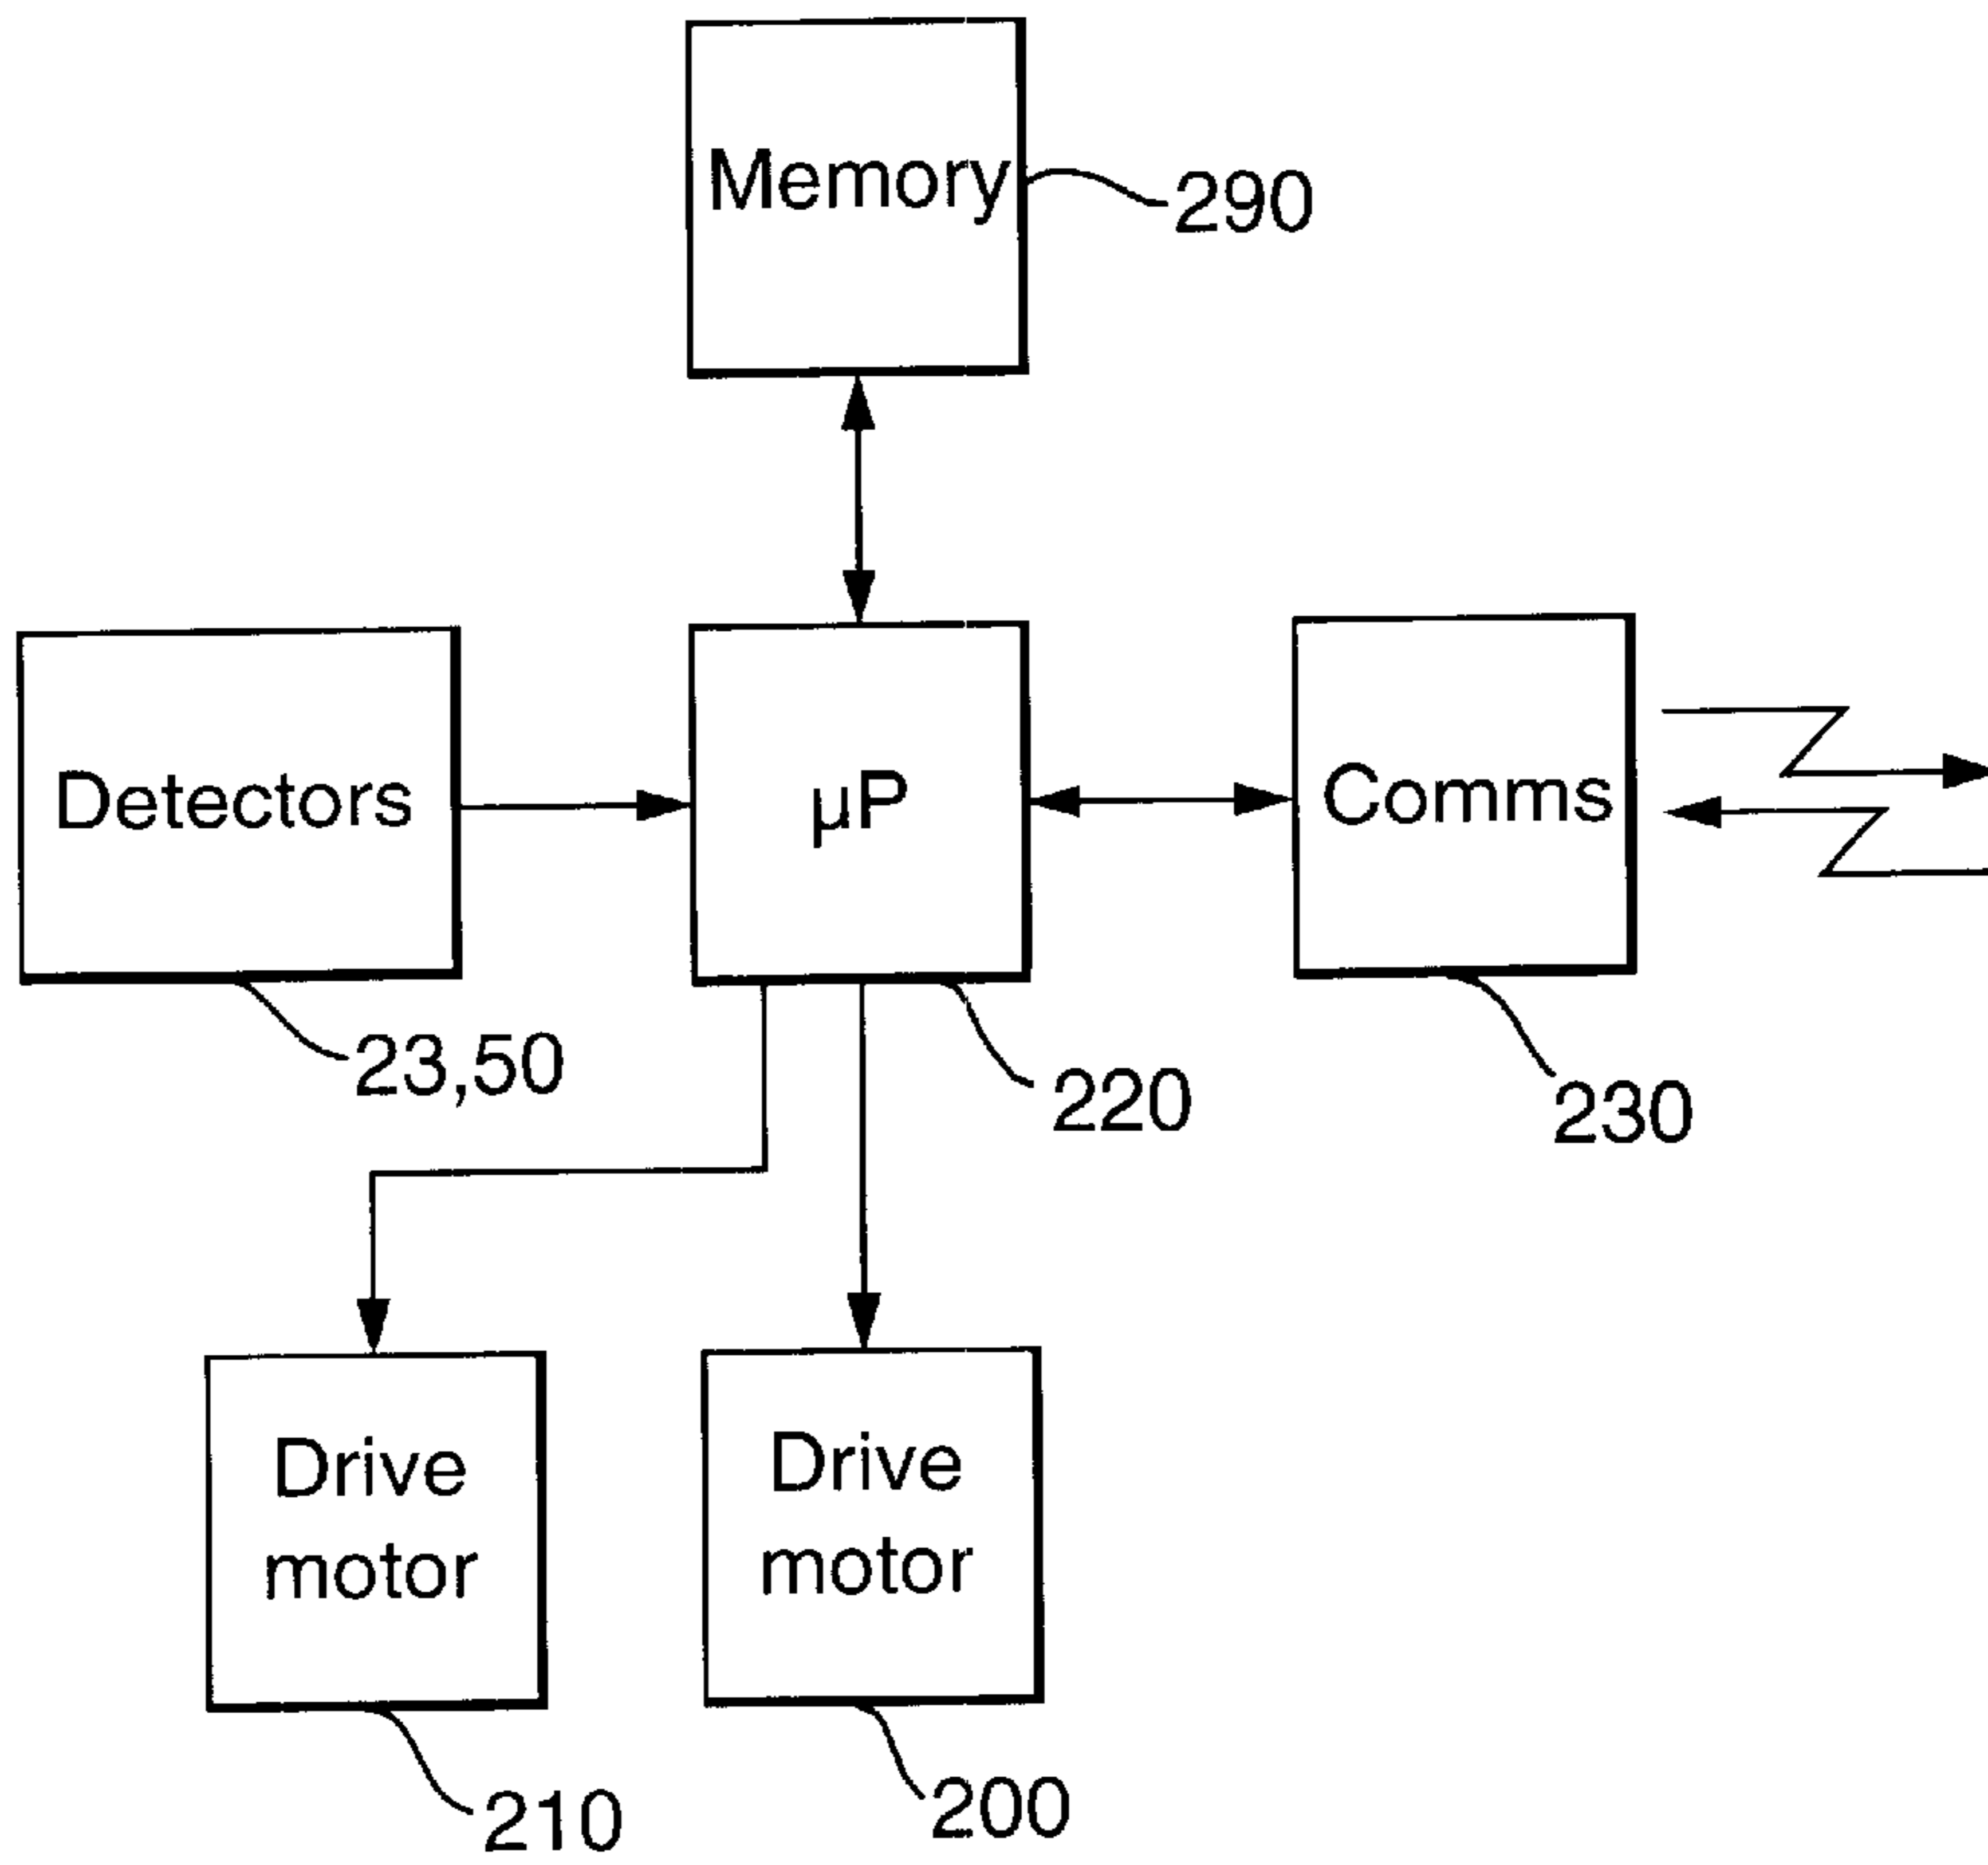 Memory
290
Detectors
µP
Comms
23,50
220
230
Drive
motor
Drive
motor
210
200